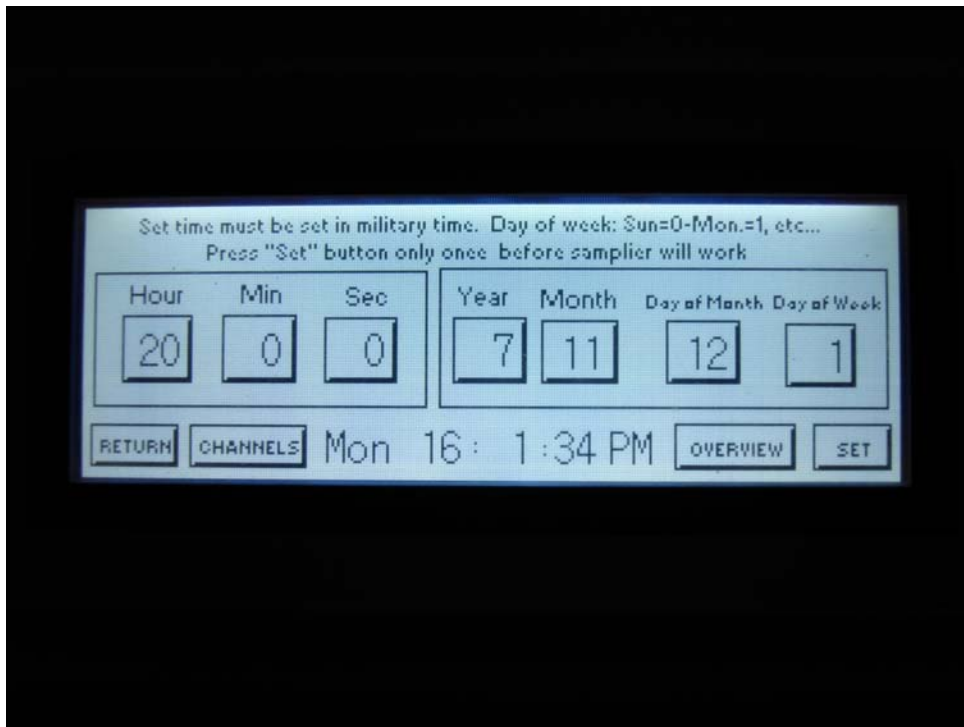 Set time must be set in military time. Day of week: Sun=0-Mon.=1, etc...
Press "Set" button only once before samplier will work
Hour Min Sec Year Month Day of Month Day of Week
20 0 0 7 11 12 1
RETURN CHANNELS Mon 16: 1:34 PM OVERVIEW SET